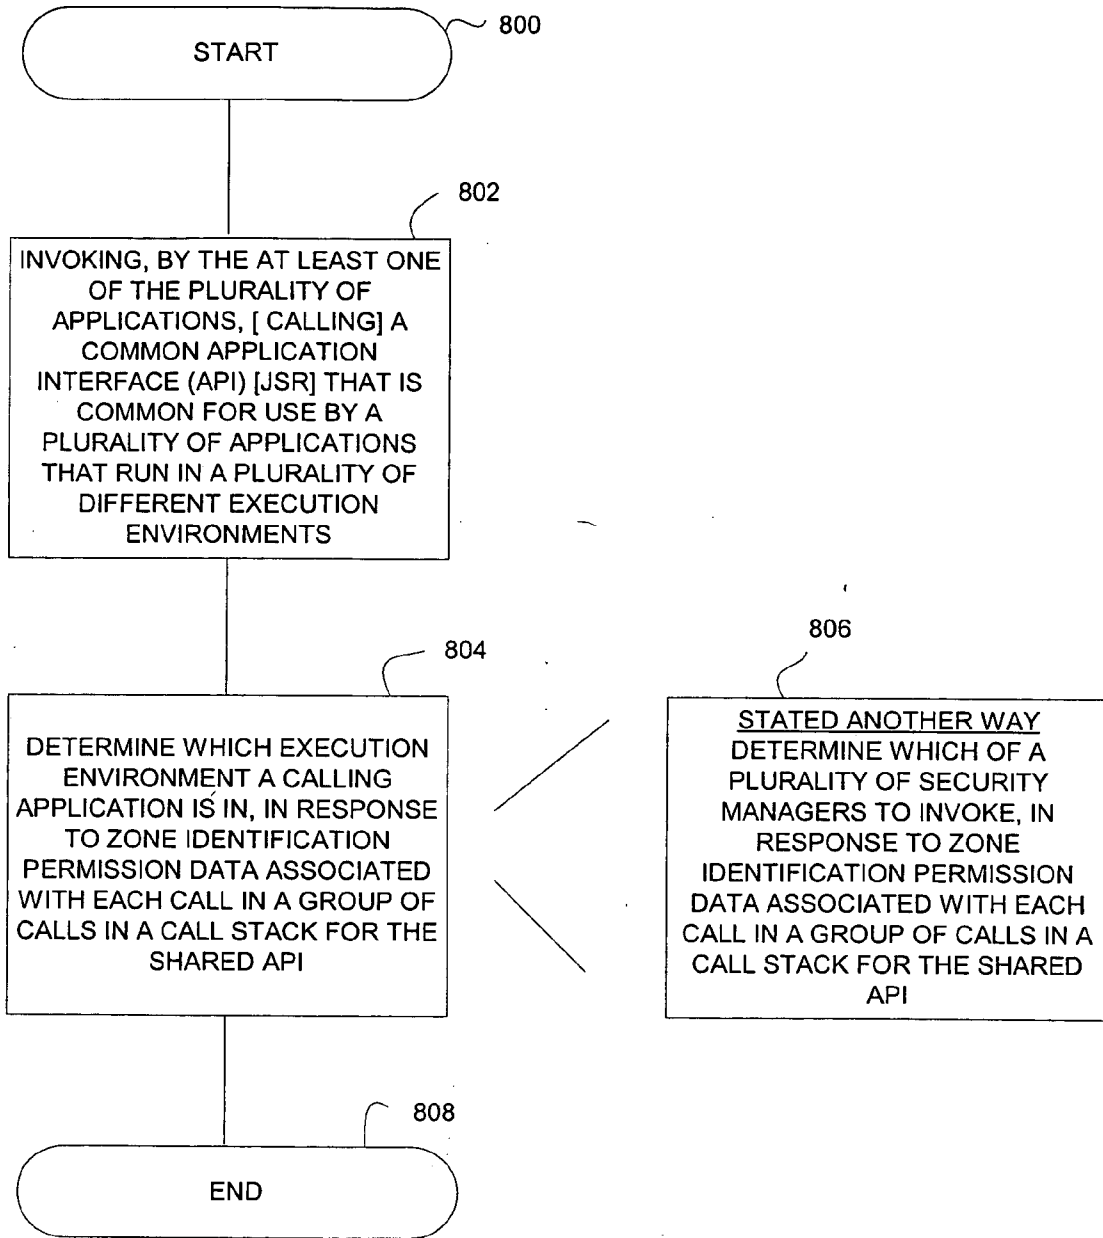 START
800
802
INVOKING, BY THE AT LEAST ONE
OF THE PLURALITY OF
APPLICATIONS, [ CALLING] A
COMMON APPLICATION
INTERFACE (API) [JSR] THAT IS
COMMON FOR USE BY A
PLURALITY OF APPLICATIONS
THAT RUN IN A PLURALITY OF
DIFFERENT EXECUTION
ENVIRONMENTS
804
DETERMINE WHICH EXECUTION
ENVIRONMENT A CALLING
APPLICATION IS IN, IN RESPONSE
TO ZONE IDENTIFICATION
PERMISSION DATA ASSOCIATED
WITH EACH CALL IN A GROUP OF
CALLS IN A CALL STACK FOR THE
SHARED API
806
STATED ANOTHER WAY
DETERMINE WHICH OF A
PLURALITY OF SECURITY
MANAGERS TO INVOKE, IN
RESPONSE TO ZONE
IDENTIFICATION PERMISSION
DATA ASSOCIATED WITH EACH
CALL IN A GROUP OF CALLS IN A
CALL STACK FOR THE SHARED
API
808
END